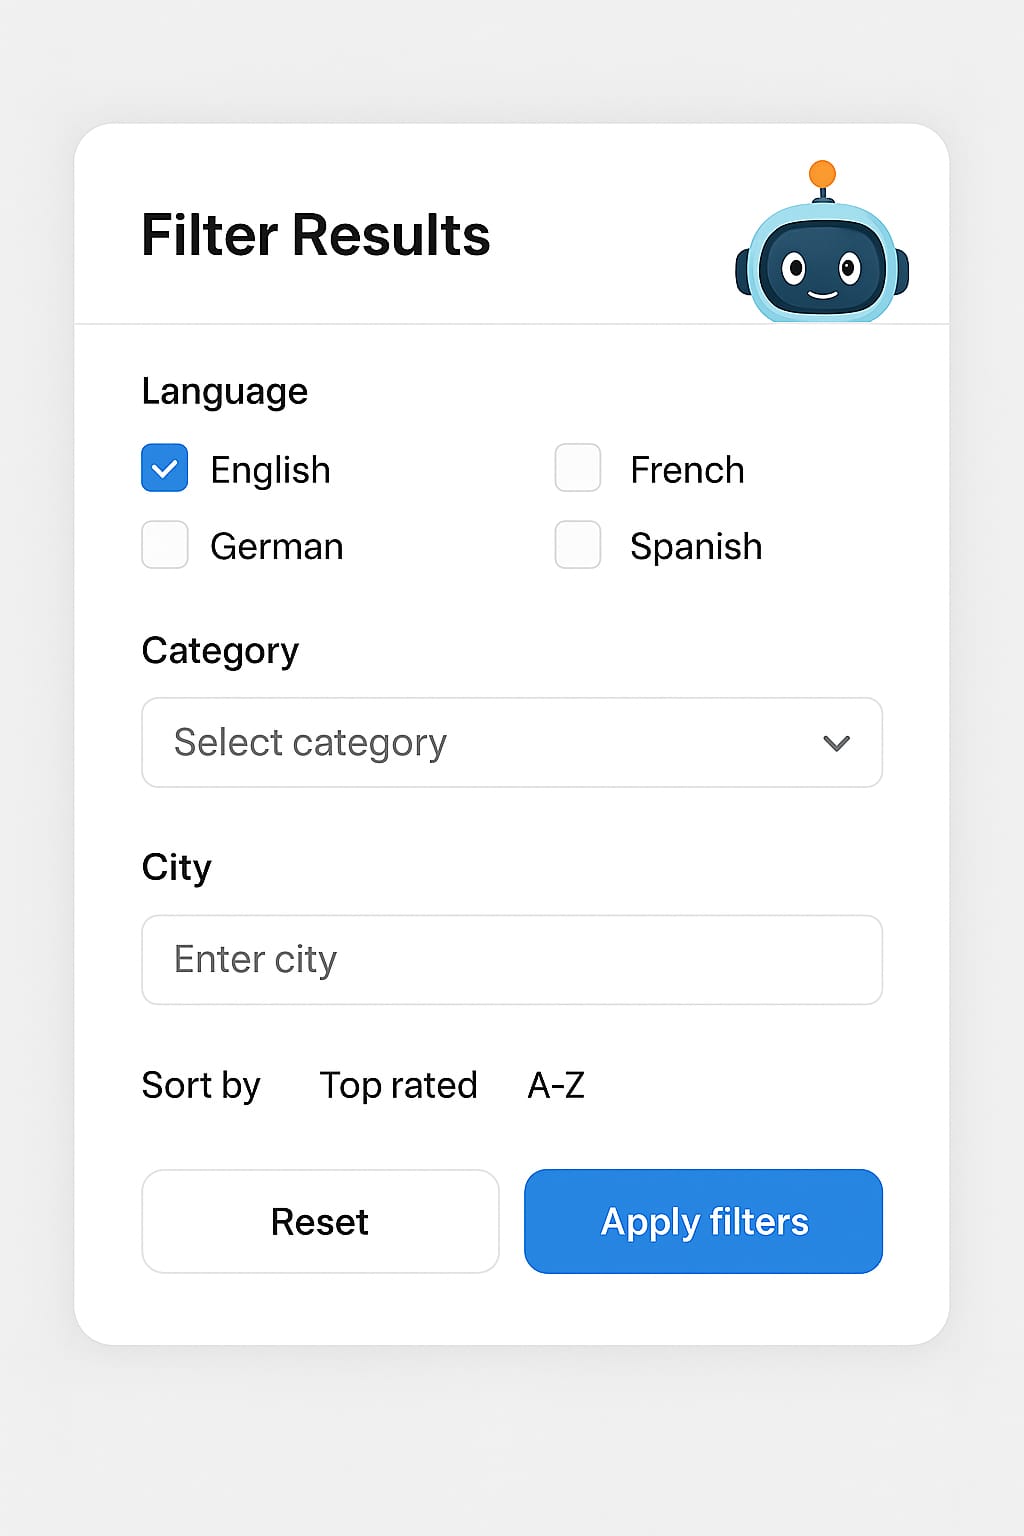 Filter Results
Language
English French
German Spanish
Category
Select category
City
Enter city
Sort by Top rated A-Z
Reset Apply filters